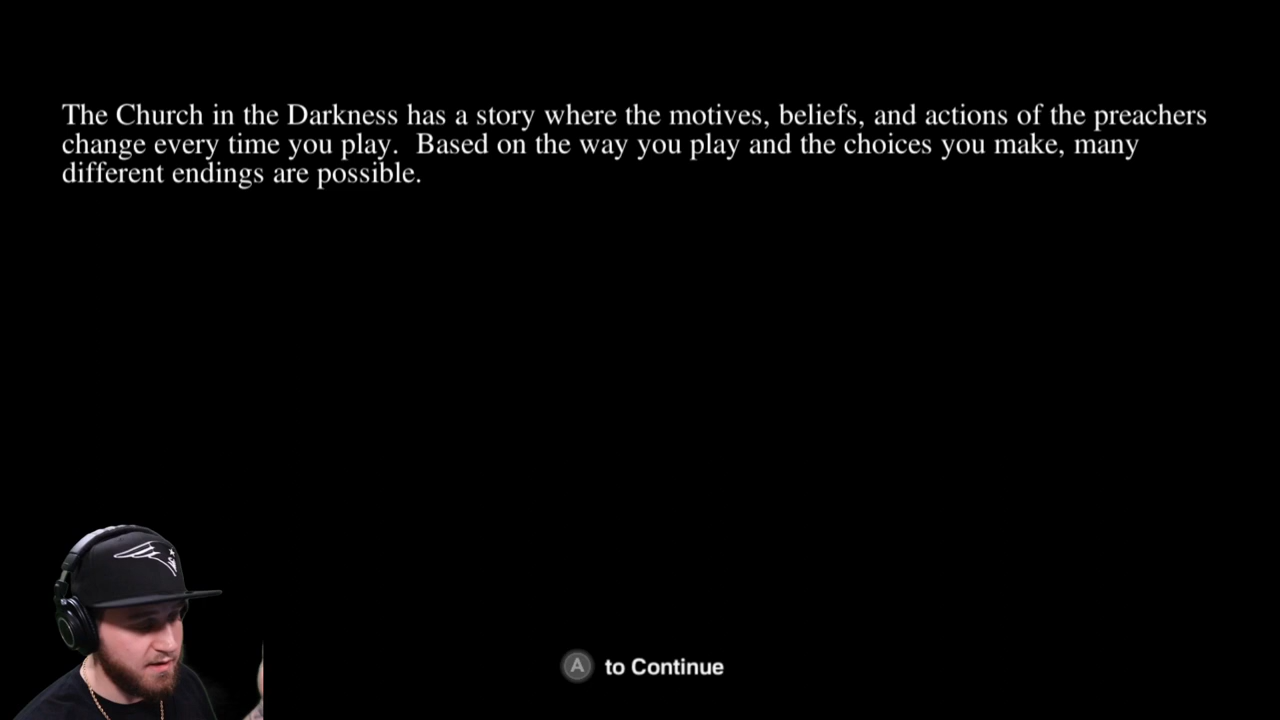 The Church in the Darkness has a story where the motives, beliefs, and actions of the preachers
change every time you play.  Based on the way you play and the choices you make, many
different endings are possible.
A to Continue